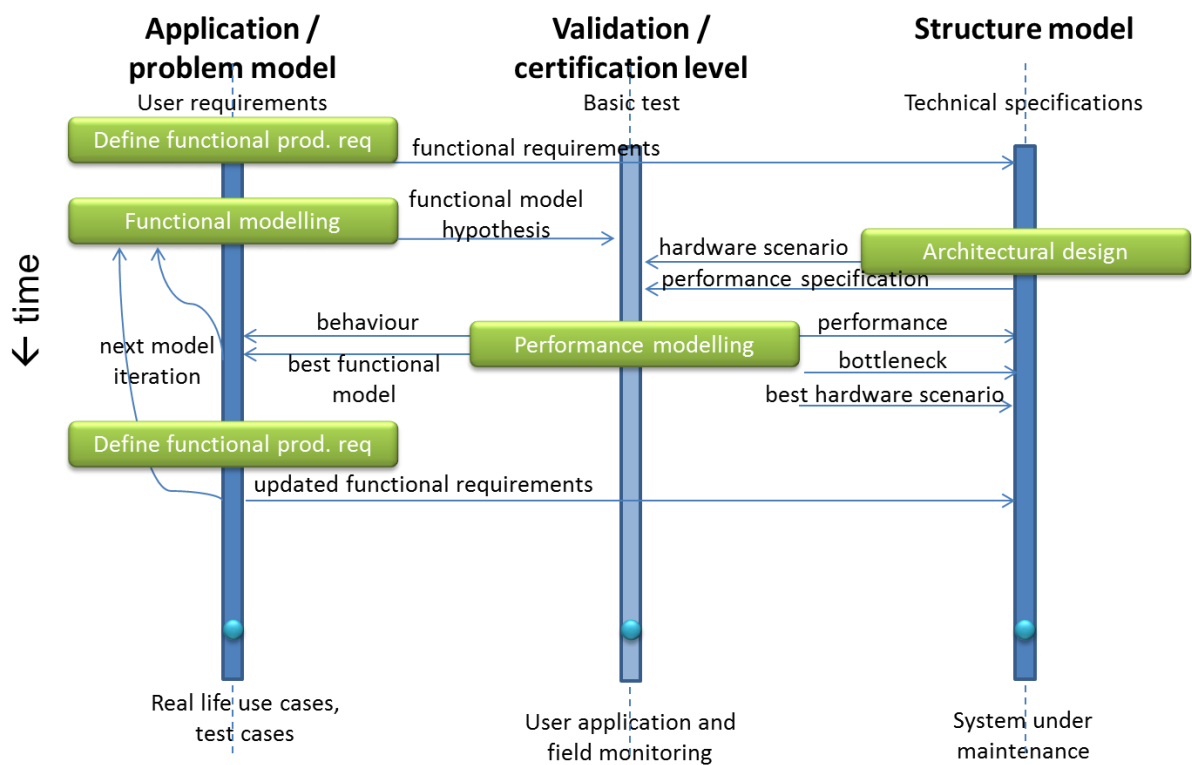 Application /
problem model
Validation /
certification level
Structure model
User requirements
Basic test
Technical specifications
Define functional prod. req
functional requirements
Functional modelling
functional model
hypothesis
hardware scenario
Architectural design
performance specification
← time
behaviour
Performance modelling
performance
next model
iteration
best functional
model
bottleneck
best hardware scenario
Define functional prod. req
updated functional requirements
Real life use cases,
test cases
User application and
field monitoring
System under
maintenance